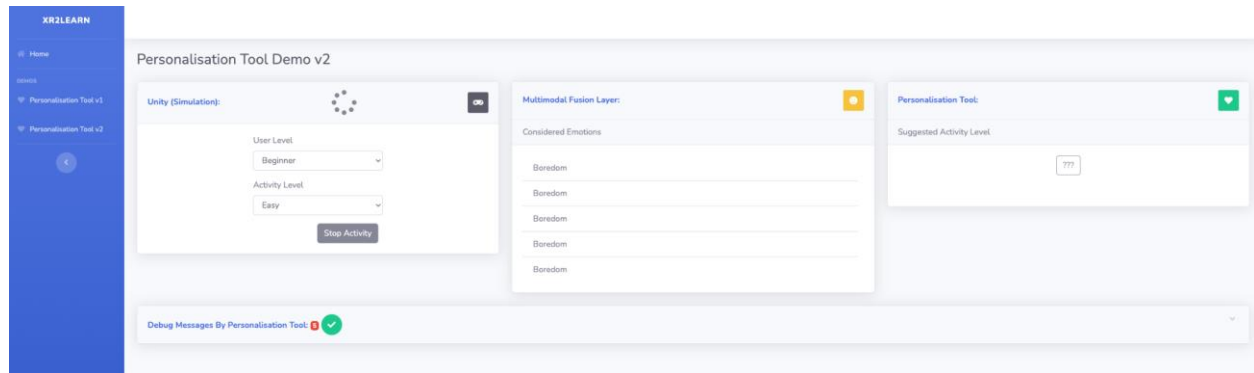 XR2LEARN
Home
DEMOS
Personalisation Tool v1
Personalisation Tool v2
Personalisation Tool Demo v2
Unity (Simulation):
User Level
Beginner
Activity Level
Easy
Stop Activity
Multimodal Fusion Layer:
Considered Emotions
Boredom
Boredom
Boredom
Boredom
Boredom
Personalisation Tool:
Suggested Activity Level
???
Debug Messages By Personalisation Tool: 5